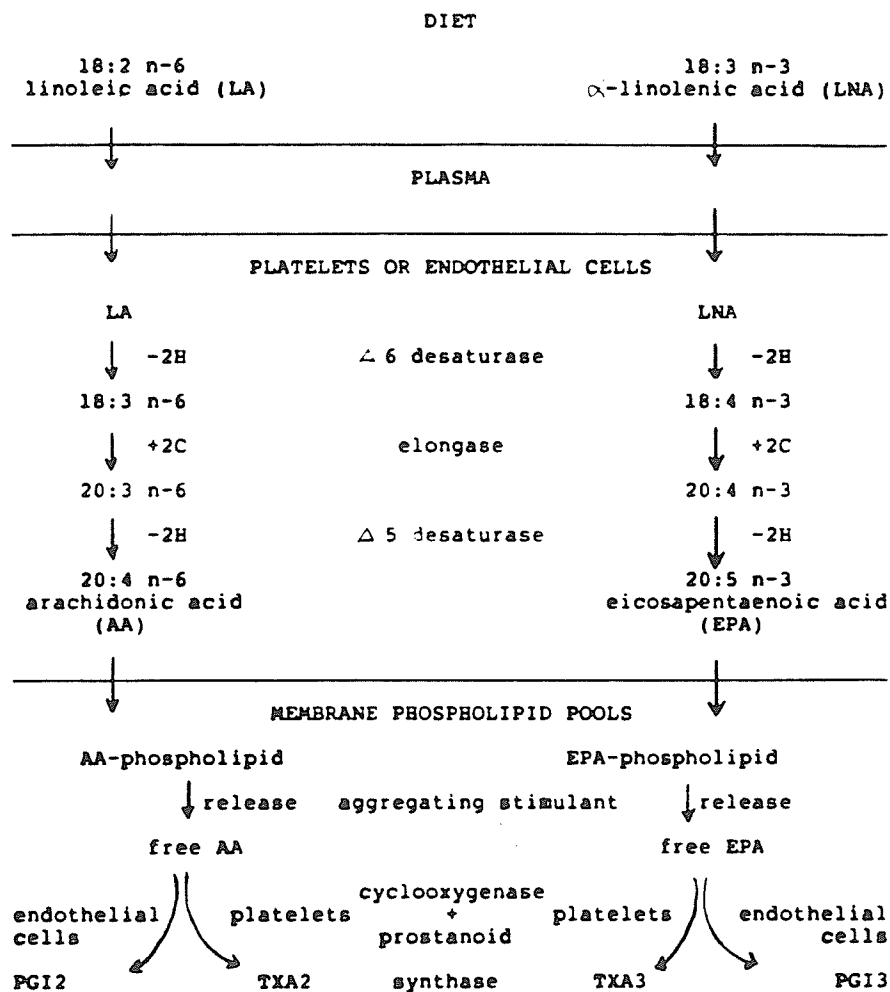 DIET
18:2 n-6 18:3 n-3
linoleic acid (LA) α-linolenic acid (LNA)
PLASMA
PLATELETS OR ENDOTHELIAL CELLS
LA LNA
-2H Δ 6 desaturase -2H
18:3 n-6 18:4 n-3
+2C elongase +2C
20:3 n-6 20:4 n-3
-2H Δ 5 desaturase -2H
20:4 n-6 20:5 n-3
arachidonic acid eicosapentaenoic acid
(AA) (EPA)
MEMBRANE PHOSPHOLIPID POOLS
AA-phospholipid EPA-phospholipid
release aggregating stimulant release
free AA free EPA
cyclooxygenase
endothelial platelets + platelets endothelial
cells prostanoid cells
PGI2 TXA2 synthase TXA3 PGI3